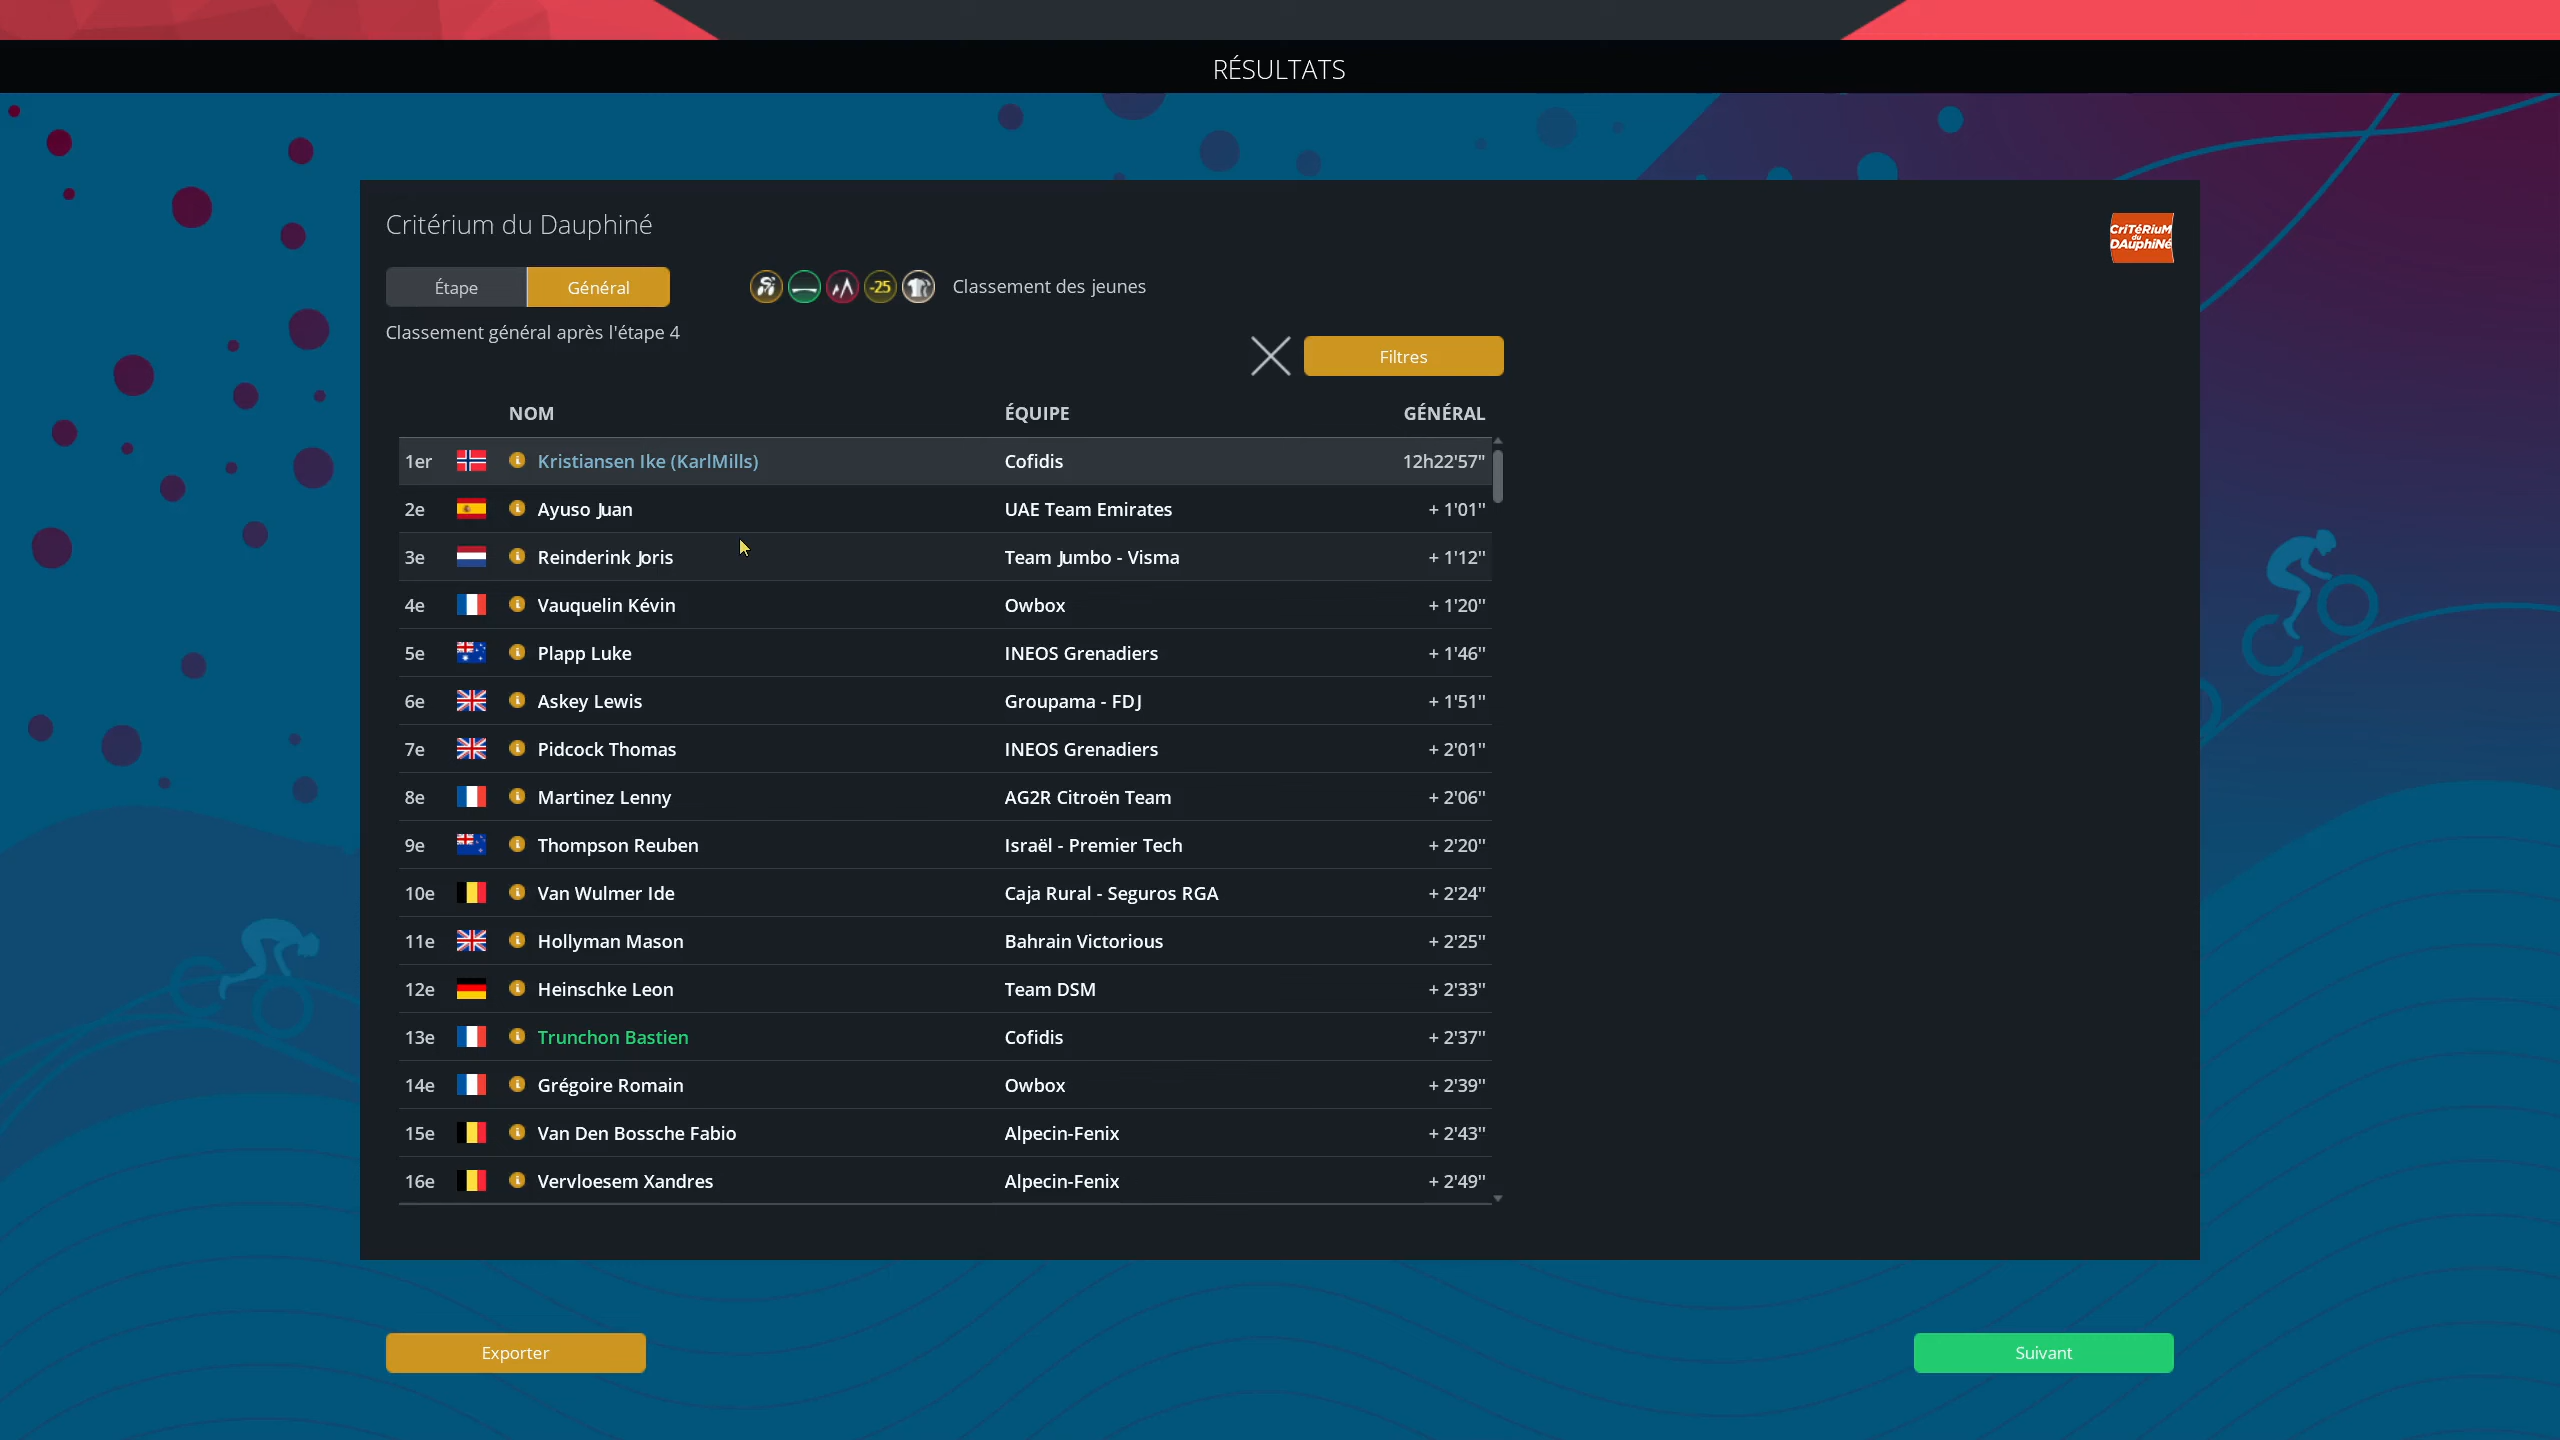 RÉSULTATS
Critérium du Dauphiné
CriTéRiuM
du
DAuphiNé
Étape Général -25 Classement des jeunes
Classement général après l'étape 4
Filtres
NOM ÉQUIPE GÉNÉRAL
1er Kristiansen Ike (KarlMills) Cofidis 12h22'57"
2e Ayuso Juan UAE Team Emirates + 1'01"
3e Reinderink Joris Team Jumbo - Visma + 1'12"
4e Vauquelin Kévin Owbox + 1'20"
5e Plapp Luke INEOS Grenadiers + 1'46"
6e Askey Lewis Groupama - FDJ + 1'51"
7e Pidcock Thomas INEOS Grenadiers + 2'01"
8e Martinez Lenny AG2R Citroën Team + 2'06"
9e Thompson Reuben Israël - Premier Tech + 2'20"
10e Van Wulmer Ide Caja Rural - Seguros RGA + 2'24"
11e Hollyman Mason Bahrain Victorious + 2'25"
12e Heinschke Leon Team DSM + 2'33"
13e Trunchon Bastien Cofidis + 2'37"
14e Grégoire Romain Owbox + 2'39"
15e Van Den Bossche Fabio Alpecin-Fenix + 2'43"
16e Vervloesem Xandres Alpecin-Fenix + 2'49"
Exporter Suivant